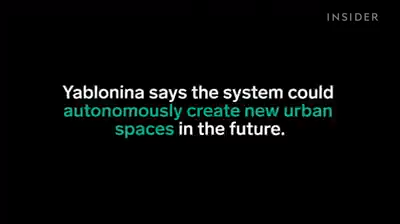 INSIDER
Yablonina says the system could
autonomously create new urban
spaces in the future.